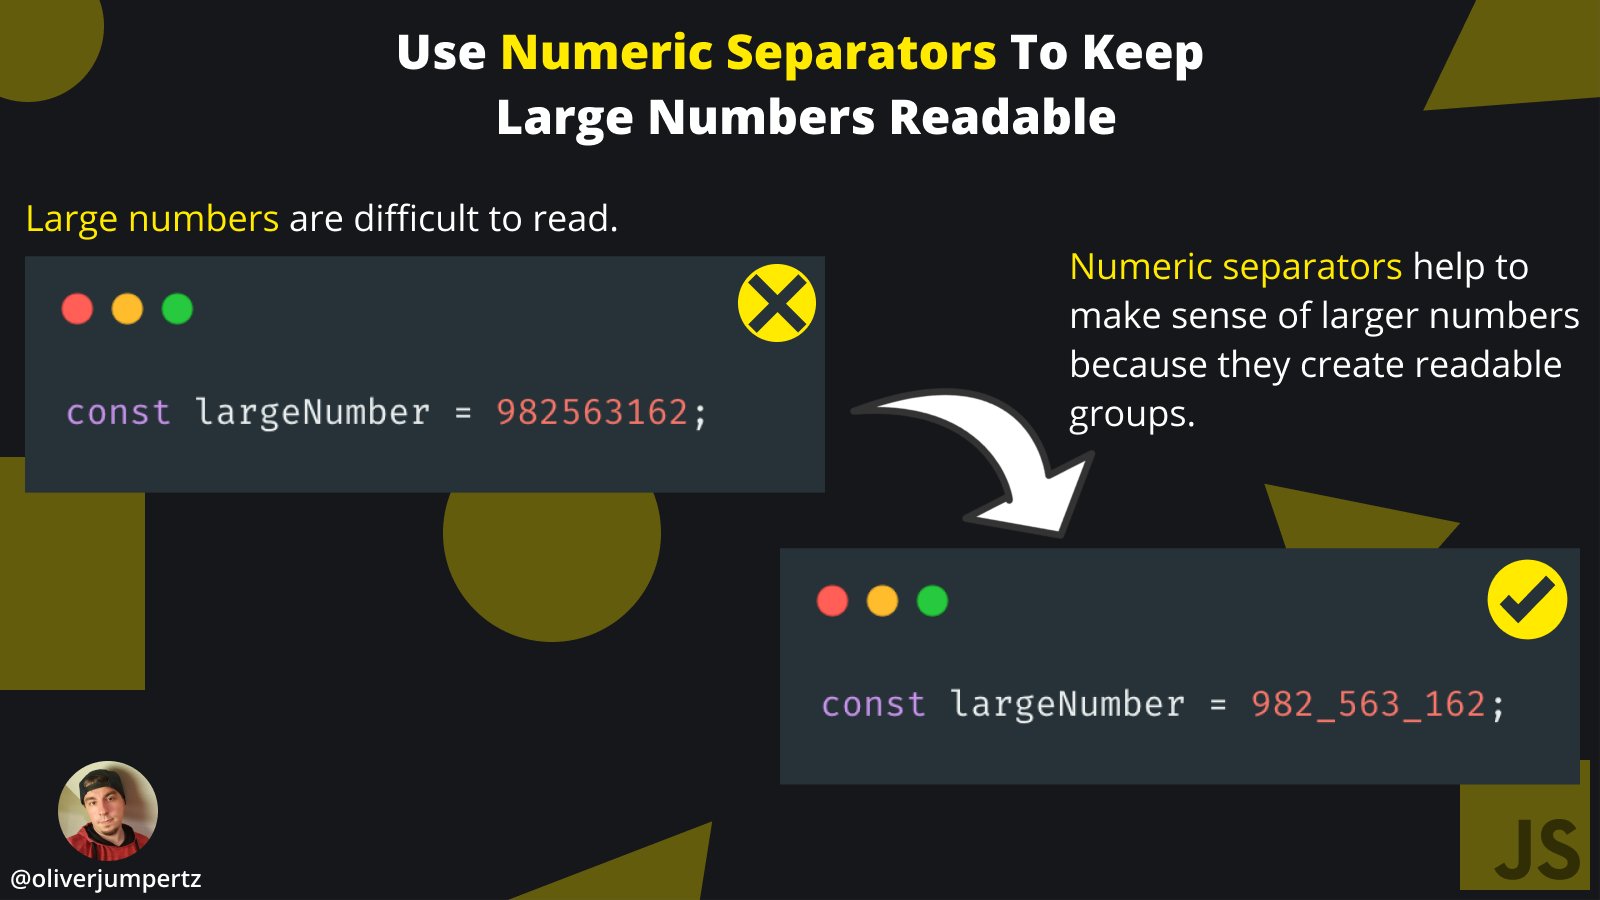 Use Numeric Separators To Keep
Large Numbers Readable
Large numbers are difficult to read.
const largeNumber = 982563162;
Numeric separators help to
make sense of larger numbers
because they create readable
groups.
const largeNumber = 982_563_162;
@oliverjumpertz
JS